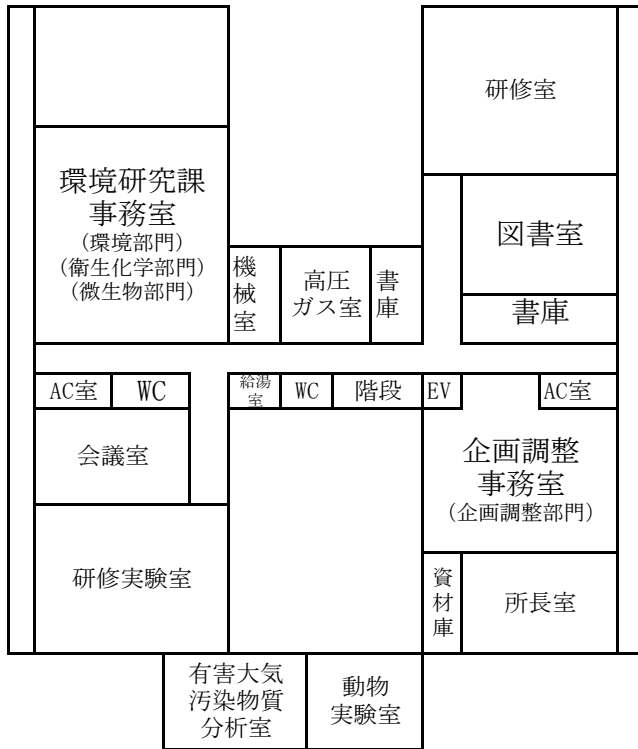 研修室
環境研究課
事務室
(環境部門)
(衛生化学部門)
(微生物部門)
図書室
機械室
高圧
ガス室
書庫
書庫
AC室
WC
給湯
室
WC
階段
EV
AC室
会議室
企画調整
事務室
(企画調整部門)
研修実験室
資材庫
所長室
有害大気
汚染物質
分析室
動物
実験室